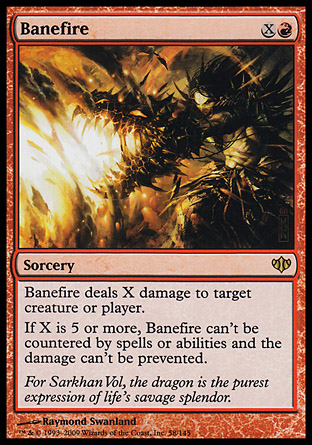 Banefire X R
Sorcery
Banefire deals X damage to target
creature or player.
If X is 5 or more, Banefire can't be
countered by spells or abilities and the
damage can't be prevented.
For Sarkhan Vol, the dragon is the purest
expression of life's savage splendor.
Raymond Swanland
™ & © 1993–2009 Wizards of the Coast, Inc. 58/145